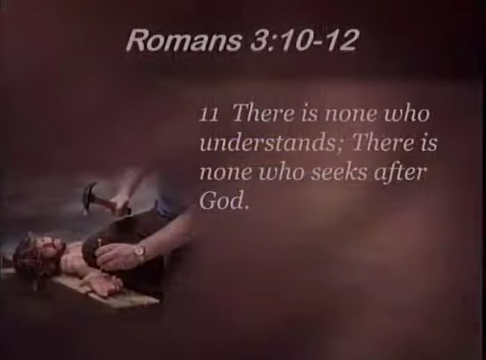 Romans 3:10-12
11 There is none who
understands; There is
none who seeks after
God.